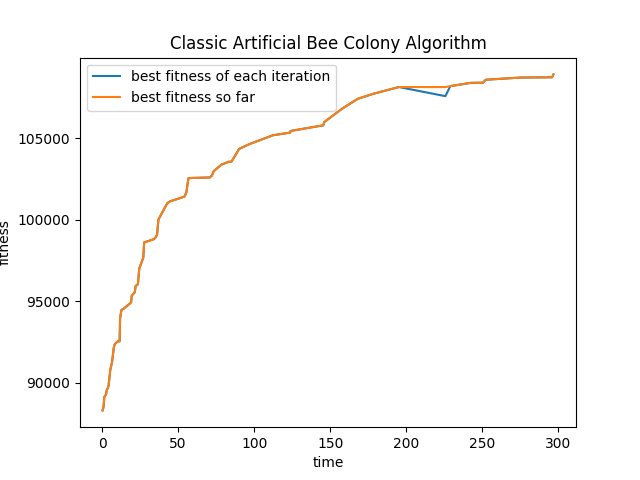 Classic Artificial Bee Colony Algorithm
best fitness of each iteration
best fitness so far
105000
100000
95000
90000
fitness
0 50 100 150 200 250 300
time